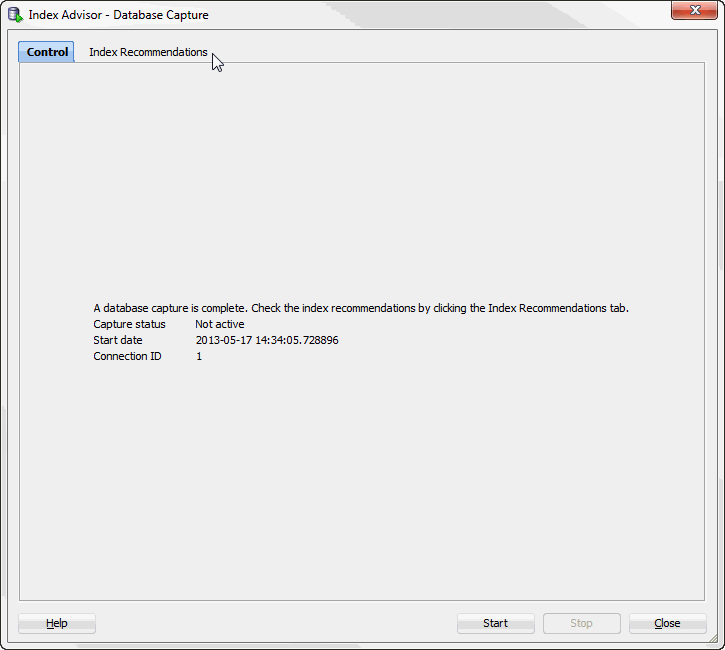 Index Advisor - Database Capture
Control Index Recommendations
A database capture is complete. Check the index recommendations by clicking the Index Recommendations tab.
Capture status Not active
Start date 2013-05-17 14:34:05.728896
Connection ID 1
Help Start Stop Close